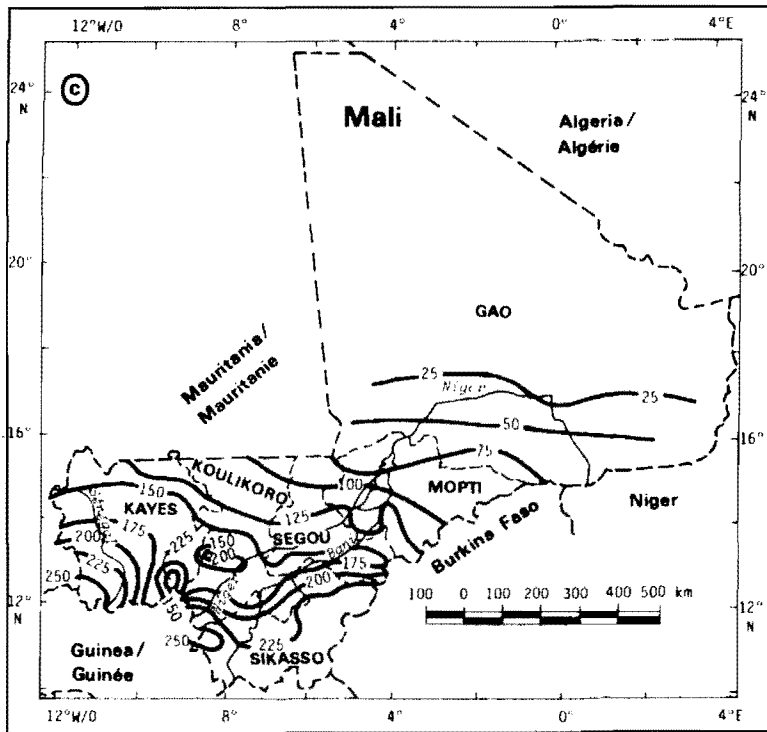 12°W/O 8° 4° 0° 4°E
24°
N
24°
N
C
Mali
Algeria/
Algérie
20°
20°
GAO
Mauritania/
Mauritanie
25
Niger
25
50
16°
N
16°
N
75
KOULIKORO
100
MOPTI
Niger
150
KAYES
125
SEGOU
175
200
225
150
200
Bani
175
225
200
Burkina Faso
250
100 0 100 200 300 400 500 km
12°
N
12°
N
150
250
225
SIKASSO
Guinea/
Guinée
12°W/O 8° 4° 0° 4°E